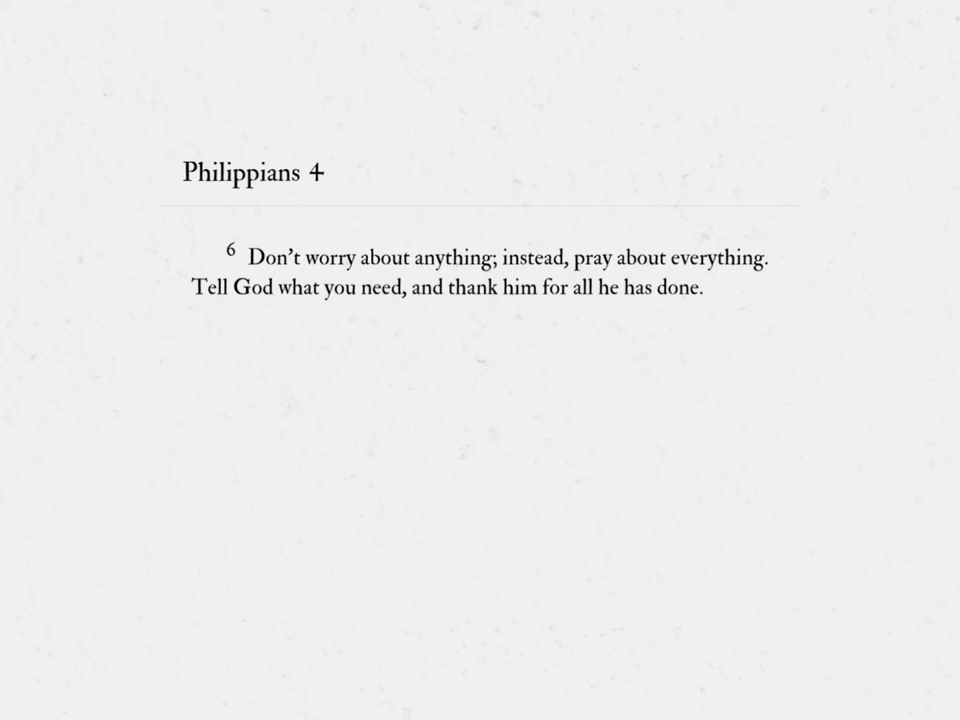 Philippians 4
6 Don’t worry about anything; instead, pray about everything.
Tell God what you need, and thank him for all he has done.